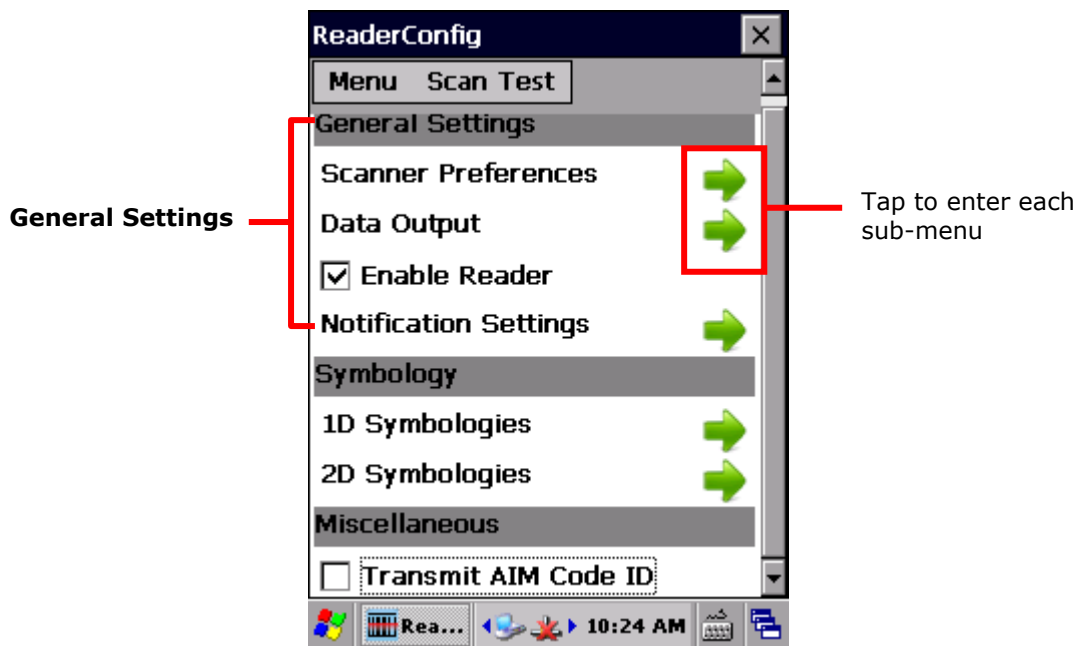 ReaderConfig
Menu Scan Test
General Settings
Scanner Preferences
Data Output
Enable Reader
Notification Settings
Symbology
1D Symbologies
2D Symbologies
Miscellaneous
Transmit AIM Code ID
Rea... 10:24 AM
General Settings
Tap to enter each
sub-menu